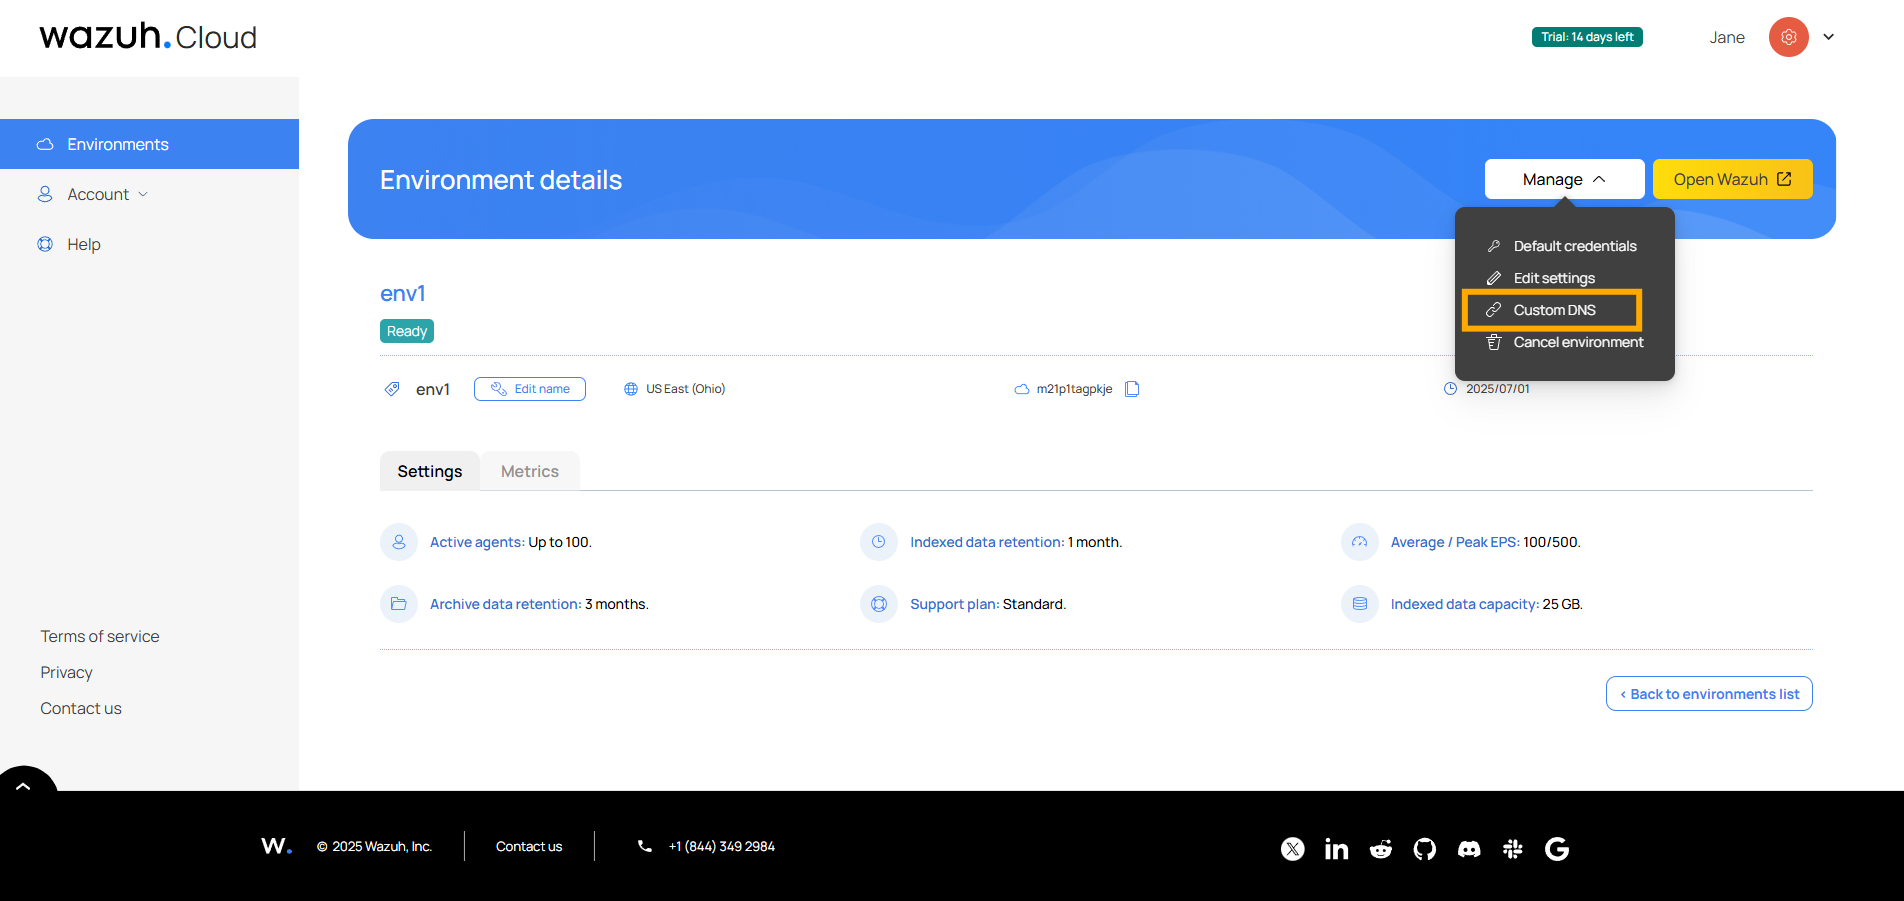 wazuh.Cloud
Trial: 14 days left
Jane
Environments
Account
Help
Environment details
Manage
Open Wazuh
Default credentials
Edit settings
Custom DNS
Cancel environment
env1
Ready
env1
Edit name
US East (Ohio)
m21p1tagpkje
2025/07/01
Settings
Metrics
Active agents: Up to 100.
Indexed data retention: 1 month.
Average / Peak EPS: 100/500.
Archive data retention: 3 months.
Support plan: Standard.
Indexed data capacity: 25 GB.
Terms of service
Privacy
Contact us
‹ Back to environments list
W.
© 2025 Wazuh, Inc.
Contact us
+1 (844) 349 2984